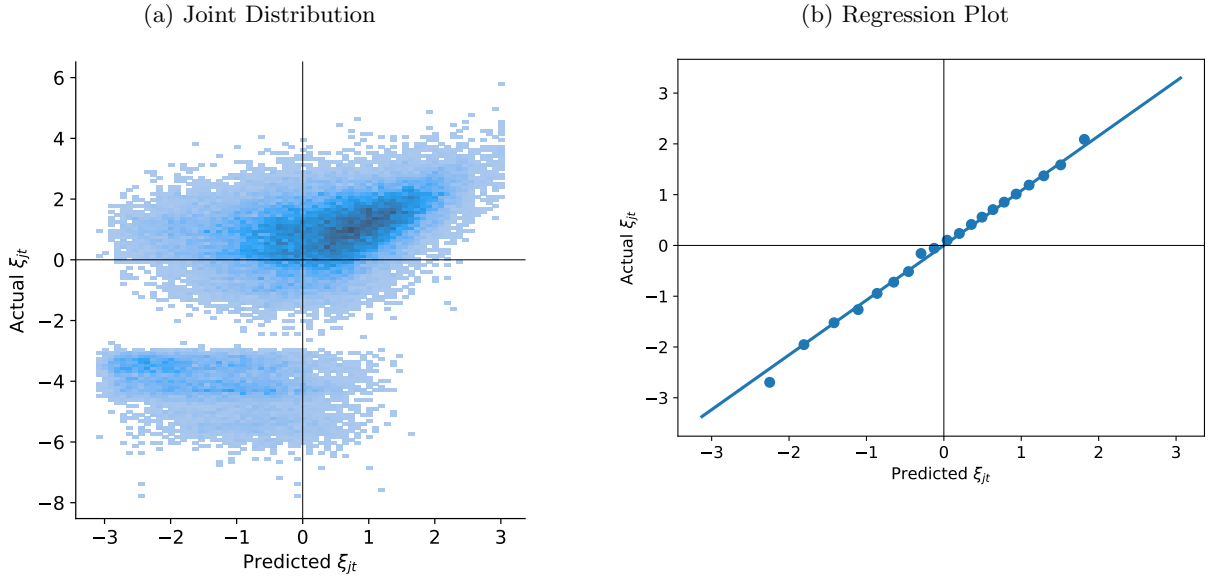 (a) Joint Distribution
6
4
2
0
−2
−4
−6
−8
Actual ξjt
−3 −2 −1 0 1 2 3
Predicted ξjt
(b) Regression Plot
3
2
1
0
−1
−2
−3
Actual ξjt
−3 −2 −1 0 1 2 3
Predicted ξjt